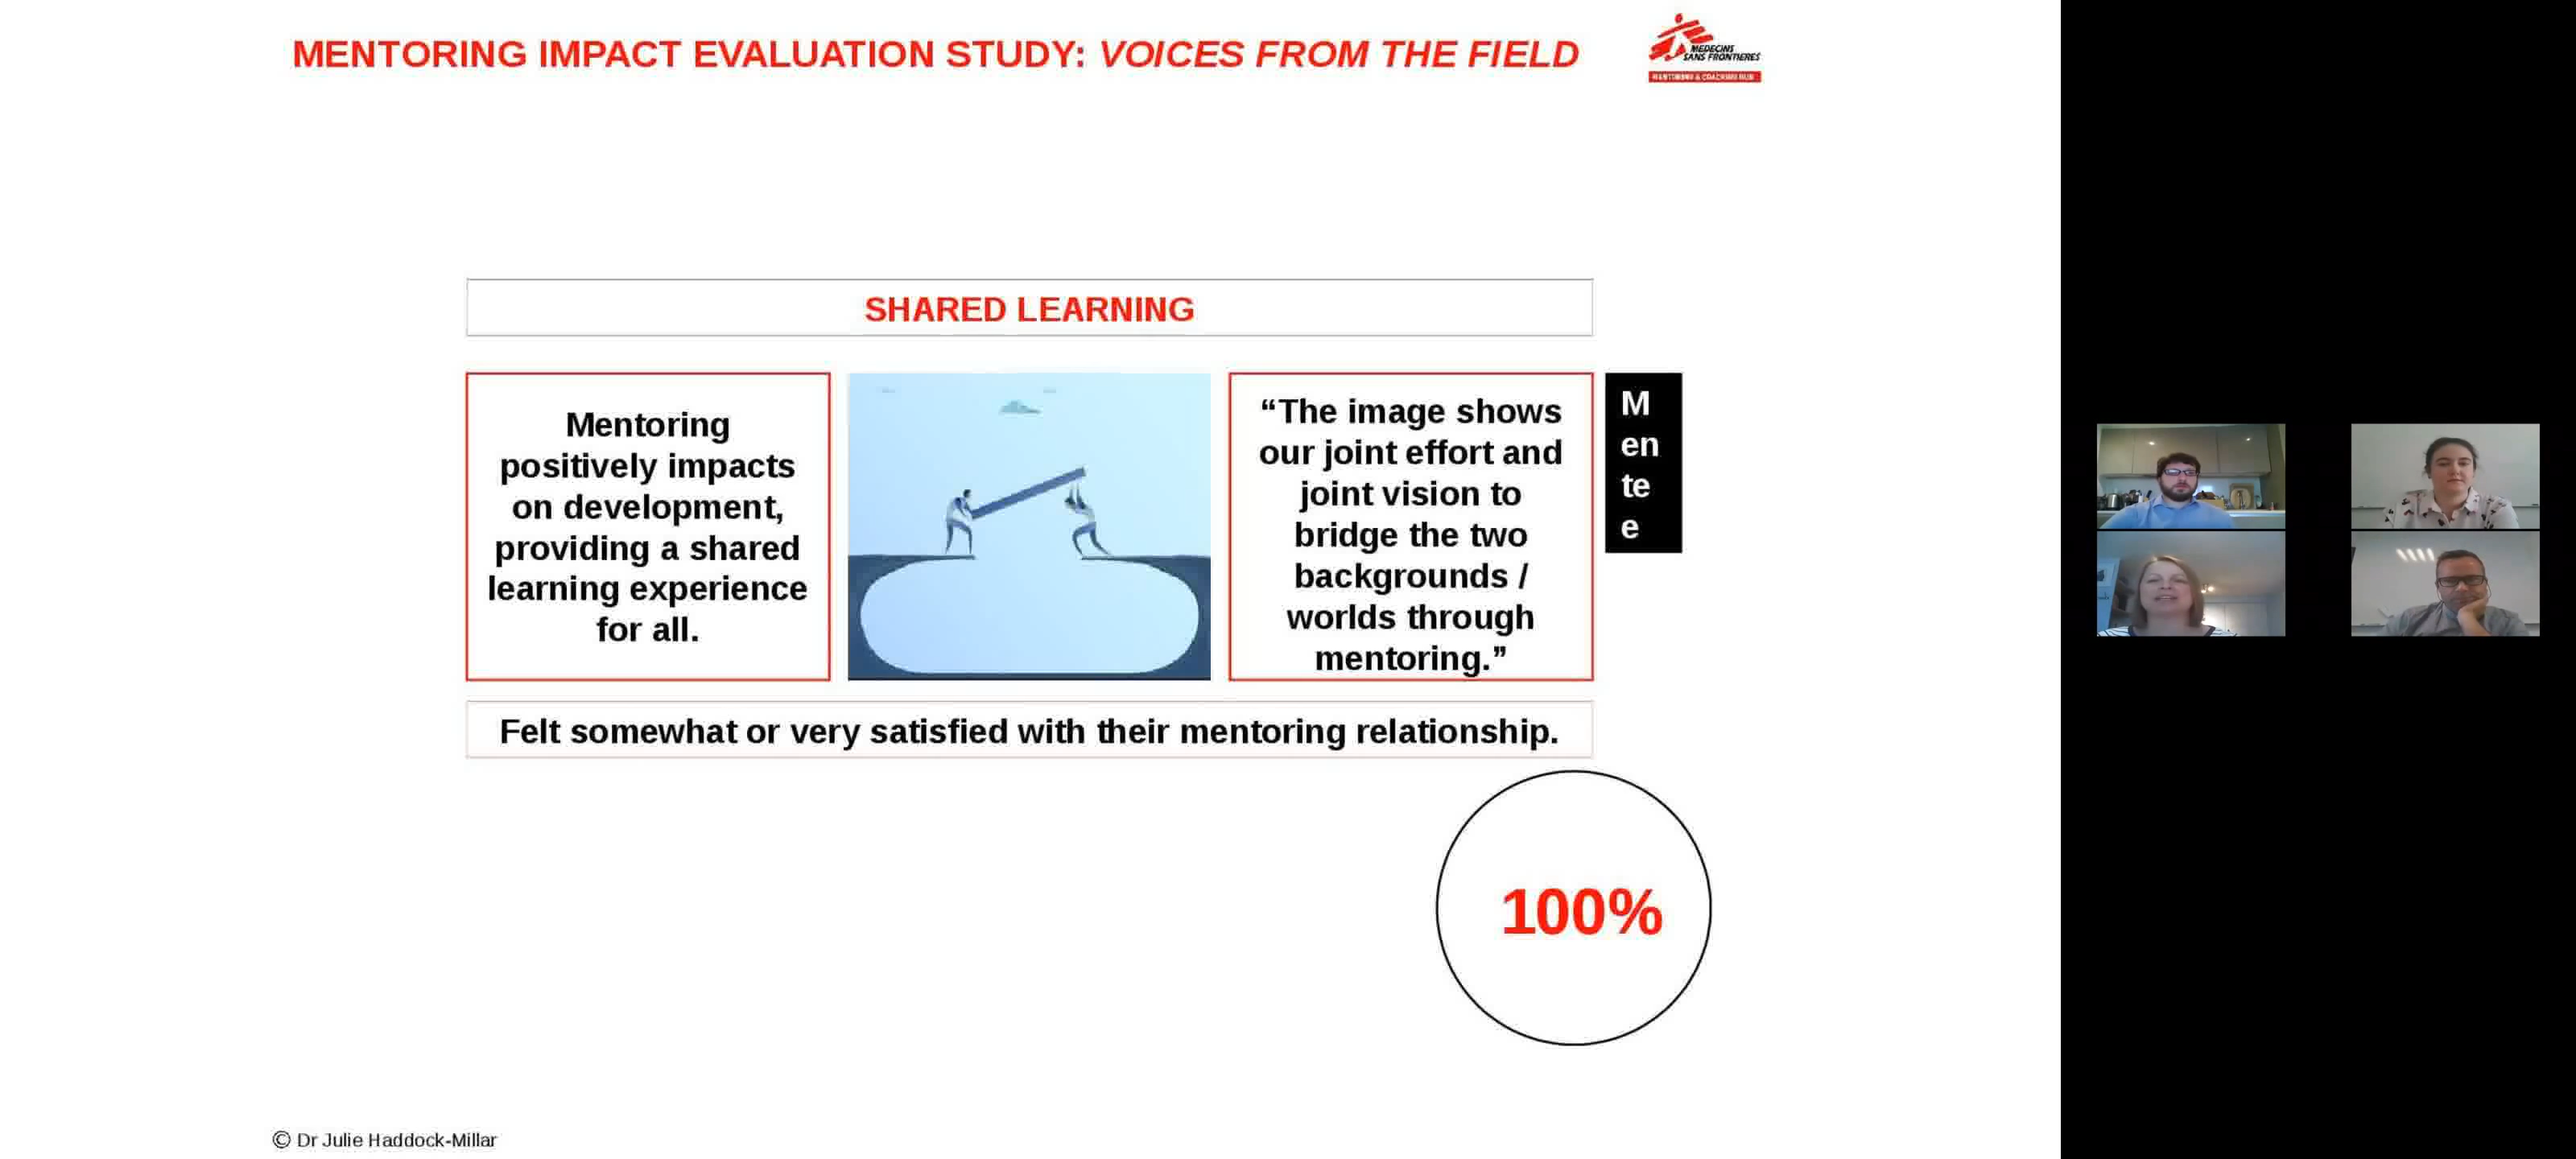 MENTORING IMPACT EVALUATION STUDY: VOICES FROM THE FIELD
MEDECINS
SANS FRONTIERES
MENTORING & COACHING HUB
SHARED LEARNING
Mentoring
positively impacts
on development,
providing a shared
learning experience
for all.
“The image shows
our joint effort and
joint vision to
bridge the two
backgrounds /
worlds through
mentoring.”
M
en
te
e
Felt somewhat or very satisfied with their mentoring relationship.
100%
© Dr Julie Haddock-Millar